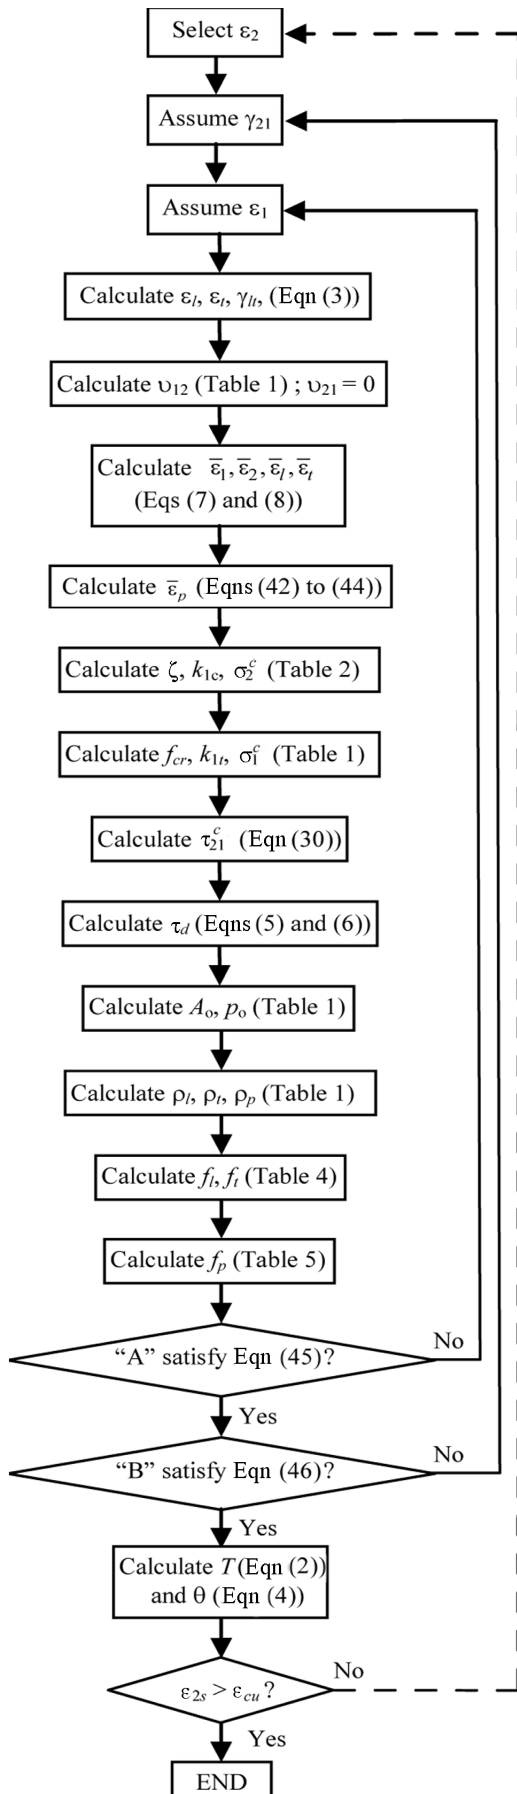 Select ε₂
Assume γ₂₁
Assume ε₁
Calculate εₗ, εₜ, γₗₜ, (Eqn (3))
Calculate υ₁₂ (Table 1) ; υ₂₁ = 0
Calculate ε̅₁, ε̅₂, ε̅ₗ, ε̅ₜ
(Eqs (7) and (8))
Calculate ε̅ₚ (Eqns (42) to (44))
Calculate ζ, k₁c, σ₂ᶜ (Table 2)
Calculate f_cr, k₁ₜ, σ₁ᶜ (Table 1)
Calculate τ₂₁ᶜ (Eqn (30))
Calculate τ_d (Eqns (5) and (6))
Calculate Aₒ, pₒ (Table 1)
Calculate ρₗ, ρₜ, ρₚ (Table 1)
Calculate fₗ, fₜ (Table 4)
Calculate fₚ (Table 5)
No
“A” satisfy Eqn (45)?
Yes
No
“B” satisfy Eqn (46)?
Yes
Calculate T (Eqn (2))
and θ (Eqn (4))
No
ε₂ₛ > ε_cu ?
Yes
END